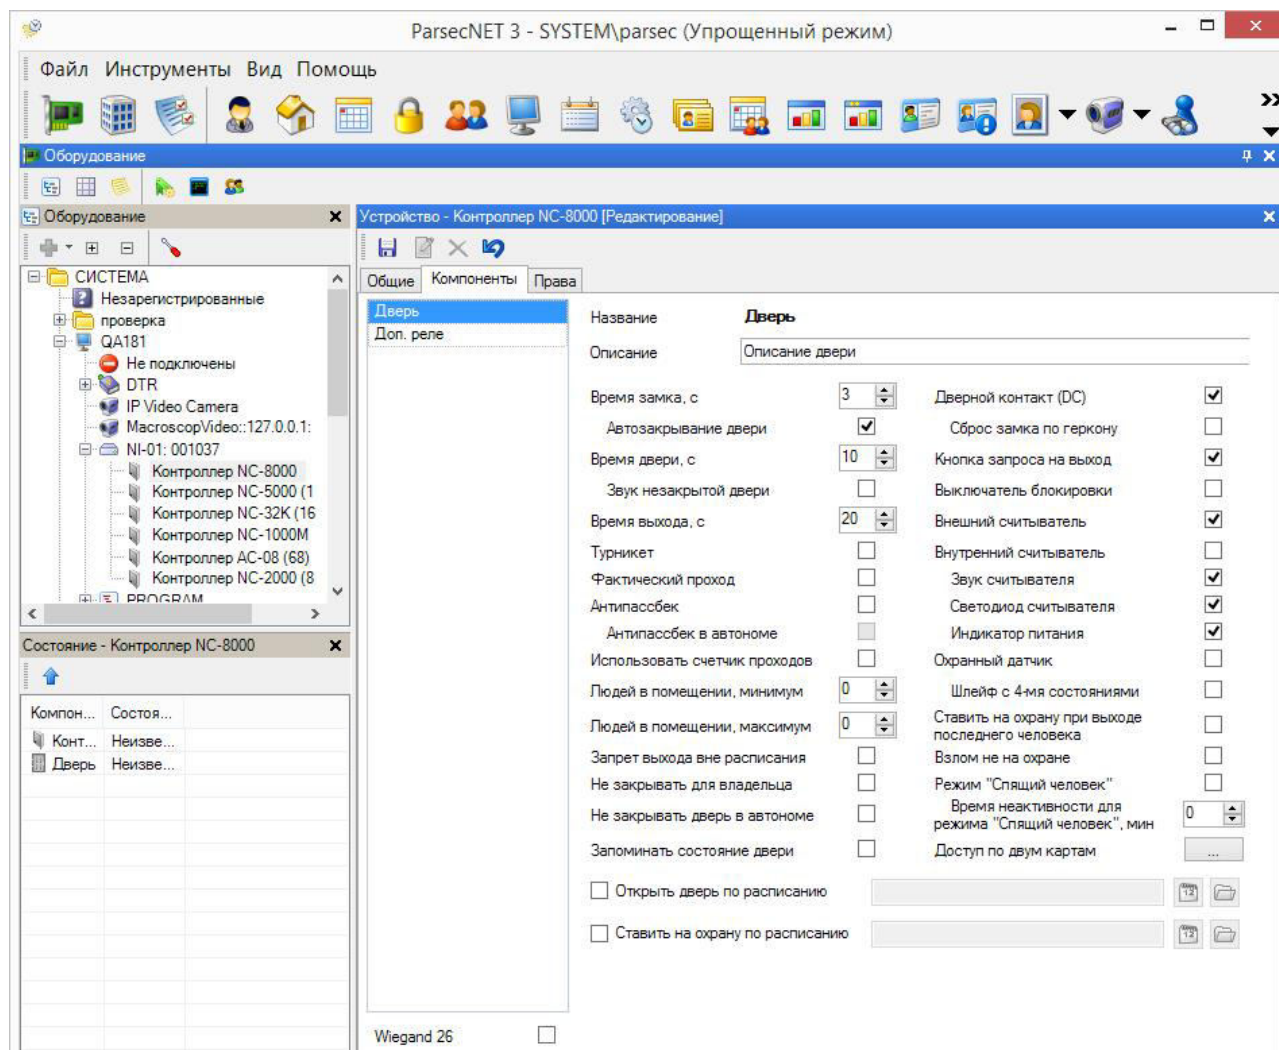 ParsecNET 3 - SYSTEM\parsec (Упрощенный режим)
Файл Инструменты Вид Помощь
Оборудование
Оборудование
СИСТЕМА
Незарегистрированные
проверка
QA181
Не подключены
DTR
IP Video Camera
MacroscopVideo::127.0.0.1:
NI-01: 001037
Контроллер NC-8000
Контроллер NC-5000 (1
Контроллер NC-32K (16
Контроллер NC-1000M
Контроллер AC-08 (68)
Контроллер NC-2000 (8
PROGRAM
Состояние - Контроллер NC-8000
Компон... Состоя...
Конт... Неизве...
Дверь Неизве...
Устройство - Контроллер NC-8000 [Редактирование]
Общие Компоненты Права
Дверь
Доп. реле
Wiegand 26
Название Дверь
Описание Описание двери
Время замка, с 3
Автозакрывание двери
Время двери, с 10
Звук незакрытой двери
Время выхода, с 20
Турникет
Фактический проход
Антипассбек
Антипассбек в автономе
Использовать счетчик проходов
Людей в помещении, минимум 0
Людей в помещении, максимум 0
Запрет выхода вне расписания
Не закрывать для владельца
Не закрывать дверь в автономе
Запоминать состояние двери
Дверной контакт (DC)
Сброс замка по геркону
Кнопка запроса на выход
Выключатель блокировки
Внешний считыватель
Внутренний считыватель
Звук считывателя
Светодиод считывателя
Индикатор питания
Охранный датчик
Шлейф с 4-мя состояниями
Ставить на охрану при выходе
последнего человека
Взлом не на охране
Режим "Спящий человек"
Время неактивности для
режима "Спящий человек", мин 0
Доступ по двум картам ...
Открыть дверь по расписанию 12
Ставить на охрану по расписанию 12